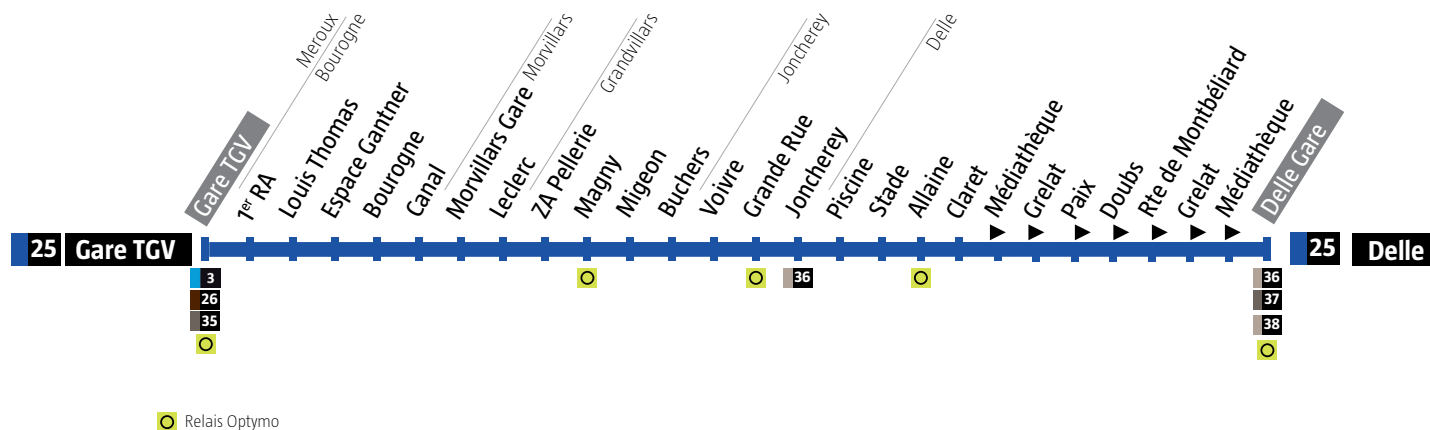 Meroux
Bourogne
Morvillars
Grandvillars
Joncherey
Delle
Gare TGV
1er RA
Louis Thomas
Espace Gantner
Bourogne
Canal
Morvillars Gare
Leclerc
ZA Pellerie
Magny
Migeon
Buchers
Voivre
Grande Rue
Joncherey
Piscine
Stade
Allaine
Claret
Médiathèque
Grelat
Paix
Doubs
Rte de Montbéliard
Grelat
Médiathèque
Delle Gare
25 Gare TGV
25 Delle
3
26
35
36
36
37
38
Relais Optymo